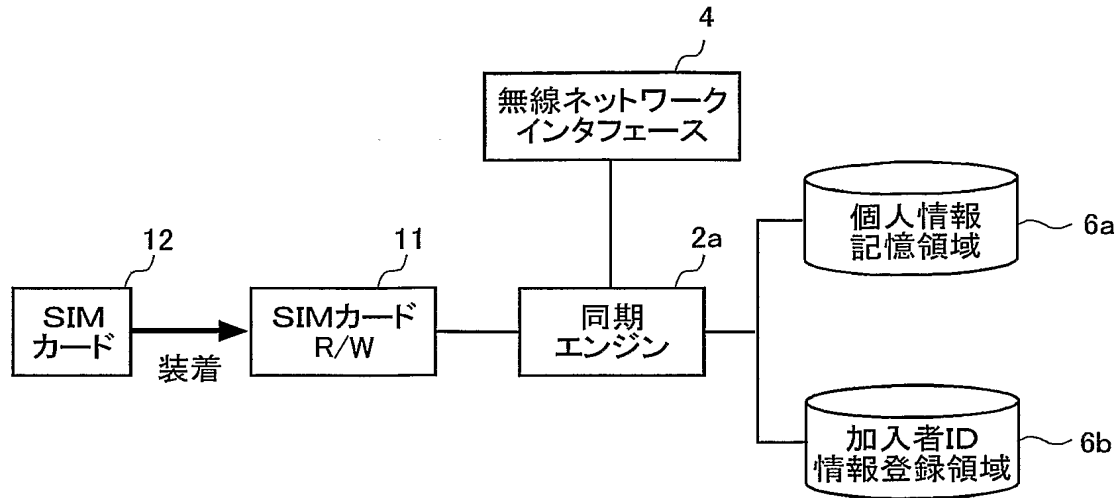 4
無線ネットワーク
インタフェース
12
SIM
カード
装着
11
SIMカード
R/W
2a
同期
エンジン
個人情報
記憶領域
6a
加入者ID
情報登録領域
6b